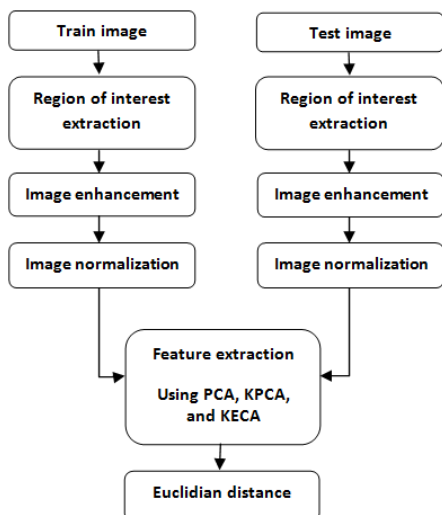 Train image
Region of interest
extraction
Image enhancement
Image normalization
Test image
Region of interest
extraction
Image enhancement
Image normalization
Feature extraction
Using PCA, KPCA,
and KECA
Euclidian distance